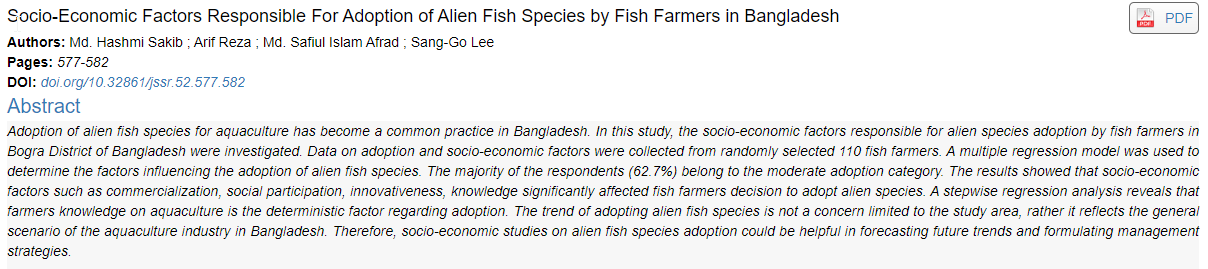 Socio-Economic Factors Responsible For Adoption of Alien Fish Species by Fish Farmers in Bangladesh
PDF
PDF
Authors: Md. Hashmi Sakib ; Arif Reza ; Md. Safiul Islam Afrad ; Sang-Go Lee
Pages: 577-582
DOI: doi.org/10.32861/jssr.52.577.582
Abstract
Adoption of alien fish species for aquaculture has become a common practice in Bangladesh. In this study, the socio-economic factors responsible for alien species adoption by fish farmers in
Bogra District of Bangladesh were investigated. Data on adoption and socio-economic factors were collected from randomly selected 110 fish farmers. A multiple regression model was used to
determine the factors influencing the adoption of alien fish species. The majority of the respondents (62.7%) belong to the moderate adoption category. The results showed that socio-economic
factors such as commercialization, social participation, innovativeness, knowledge significantly affected fish farmers decision to adopt alien species. A stepwise regression analysis reveals that
farmers knowledge on aquaculture is the deterministic factor regarding adoption. The trend of adopting alien fish species is not a concern limited to the study area, rather it reflects the general
scenario of the aquaculture industry in Bangladesh. Therefore, socio-economic studies on alien fish species adoption could be helpful in forecasting future trends and formulating management
strategies.